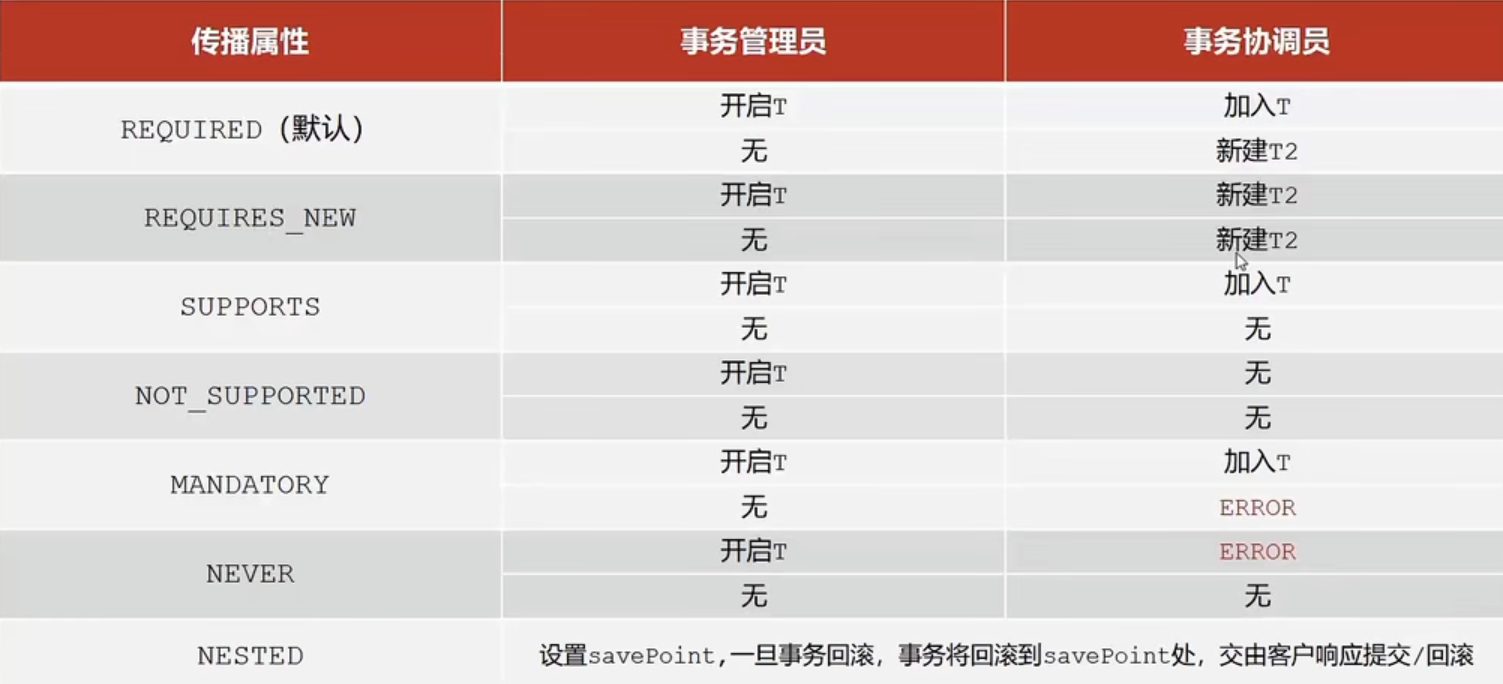 传播属性 事务管理员 事务协调员
REQUIRED（默认） 开启T 加入T
无 新建T2
REQUIRES_NEW 开启T 新建T2
无 新建T2
SUPPORTS 开启T 加入T
无 无
NOT_SUPPORTED 开启T 无
无 无
MANDATORY 开启T 加入T
无 ERROR
NEVER 开启T ERROR
无 无
NESTED 设置savePoint,一旦事务回滚，事务将回滚到savePoint处，交由客户响应提交/回滚